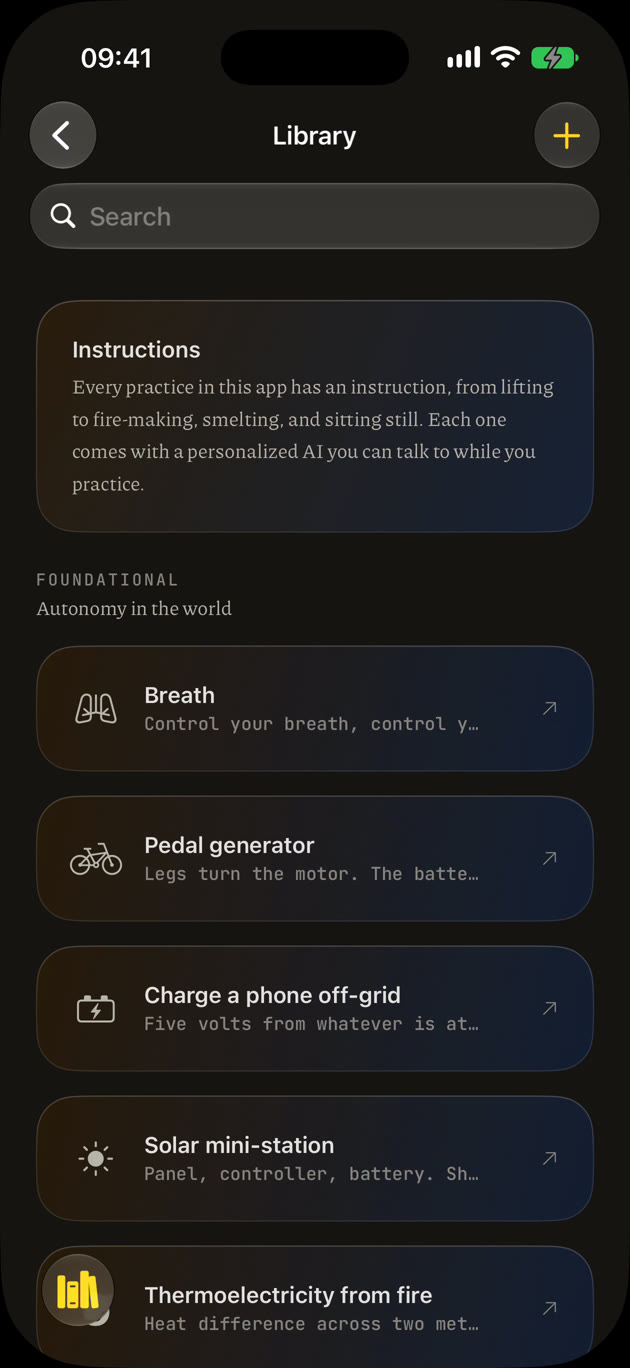 09:41
Library
Search
Instructions
Every practice in this app has an instruction, from lifting
to fire-making, smelting, and sitting still. Each one
comes with a personalized AI you can talk to while you
practice.
FOUNDATIONAL
Autonomy in the world
Breath
Control your breath, control y…
Pedal generator
Legs turn the motor. The batte…
Charge a phone off-grid
Five volts from whatever is at…
Solar mini-station
Panel, controller, battery. Sh…
Thermoelectricity from fire
Heat difference across two met…